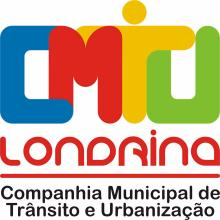 CMTU
LONDRINA
Companhia Municipal de
Trânsito e Urbanização